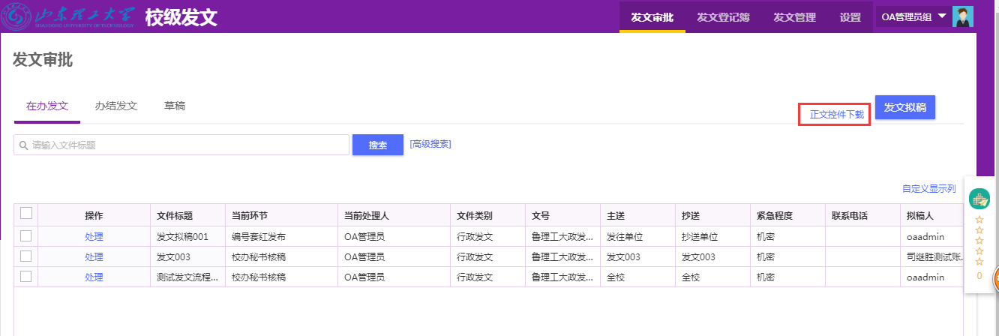 山东理工大学 校级发文 发文审批 发文登记簿 发文管理 设置 OA管理员组
SHANDONG UNIVERSITY OF TECHNOLOGY
发文审批
在办发文 办结发文 草稿 正文控件下载 发文拟稿
请输入文件标题 搜索 [高级搜索]
自定义显示列
操作 文件标题 当前环节 当前处理人 文件类别 文号 主送 抄送 紧急程度 联系电话 拟稿人
处理 发文拟稿001 编号套红发布 OA管理员 行政发文 鲁理工大政发... 发往单位 抄送单位 机密 oaadmin
处理 发文003 校办秘书核稿 OA管理员 行政发文 鲁理工大政发... 发文003 发文003 机密 司继胜测试账...
处理 测试发文流程... 校办秘书核稿 OA管理员 行政发文 鲁理工大政发... 全校 全校 机密 oaadmin
0